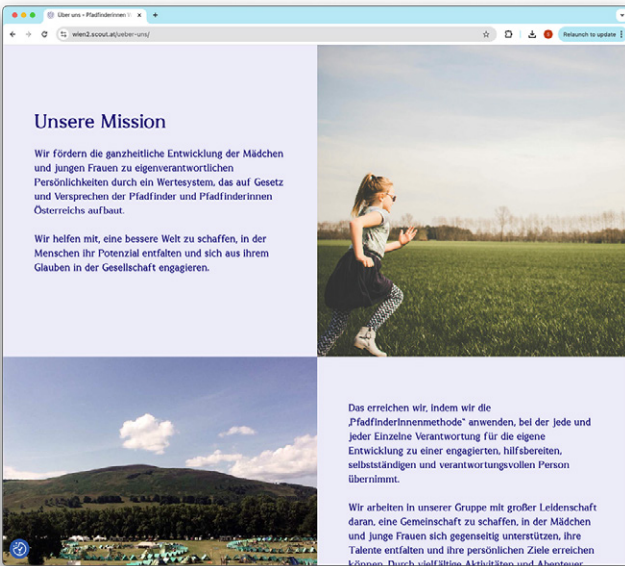 Über uns – PfadfinderInnen
wien2.scout.at/ueber-uns/
Relaunch to update
Unsere Mission
Wir fördern die ganzheitliche Entwicklung der Mädchen
und jungen Frauen zu eigenverantwortlichen
Persönlichkeiten durch ein Wertesystem, das auf Gesetz
und Versprechen der Pfadfinder und Pfadfinderinnen
Österreichs aufbaut.
Wir helfen mit, eine bessere Welt zu schaffen, in der
Menschen ihr Potenzial entfalten und sich aus ihrem
Glauben in der Gesellschaft engagieren.
Das erreichen wir, indem wir die
„PfadfinderInnenmethode“ anwenden, bei der jede und
jeder Einzelne Verantwortung für die eigene
Entwicklung zu einer engagierten, hilfsbereiten,
selbstständigen und verantwortungsvollen Person
übernimmt.
Wir arbeiten in unserer Gruppe mit großer Leidenschaft
daran, eine Gemeinschaft zu schaffen, in der Mädchen
und junge Frauen sich gegenseitig unterstützen, ihre
Talente entfalten und ihre persönlichen Ziele erreichen
können. Durch vielfältige Aktivitäten und Abenteuer